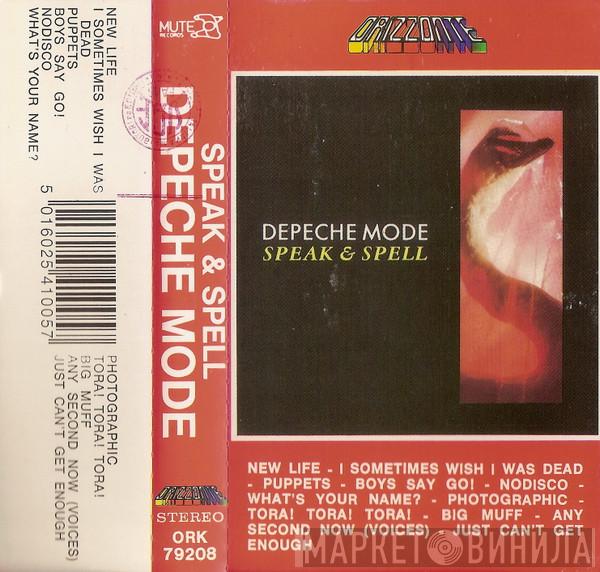 NEW LIFE
I SOMETIMES WISH I WAS
DEAD
PUPPETS
BOYS SAY GO!
NODISCO
WHAT'S YOUR NAME?
5 016025 410057
PHOTOGRAPHIC
TORA! TORA! TORA!
BIG MUFF
ANY SECOND NOW (VOICES)
JUST CAN'T GET ENOUGH
MUTE
RECORDS
SPEAK & SPELL
DEPECHE MODE
ORIZZONTE
STEREO
ORK
79208
ORIZZONTE
DEPECHE MODE
SPEAK & SPELL
NEW LIFE - I SOMETIMES WISH I WAS DEAD
- PUPPETS - BOYS SAY GO! - NODISCO -
WHAT'S YOUR NAME? - PHOTOGRAPHIC -
TORA! TORA! TORA! - BIG MUFF - ANY
SECOND NOW (VOICES) - JUST CAN'T GET
ENOUGH
МАРКЕТ ВИНИЛА